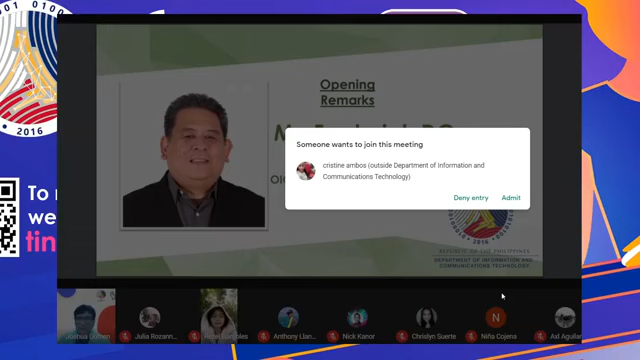 01001
2016
To
we
tin
Opening
Remarks
Someone wants to join this meeting
cristine ambos (outside Department of Information and
Communications Technology)
Deny entry Admit
2016
REPUBLIC OF THE PHILIPPINES
DEPARTMENT OF INFORMATION AND
COMMUNICATIONS TECHNOLOGY
Julia Rozann...
Anthony Llan...
Nick Kanor
Chrislyn Suerte
N
Niña Cojena
Axl Aguilar